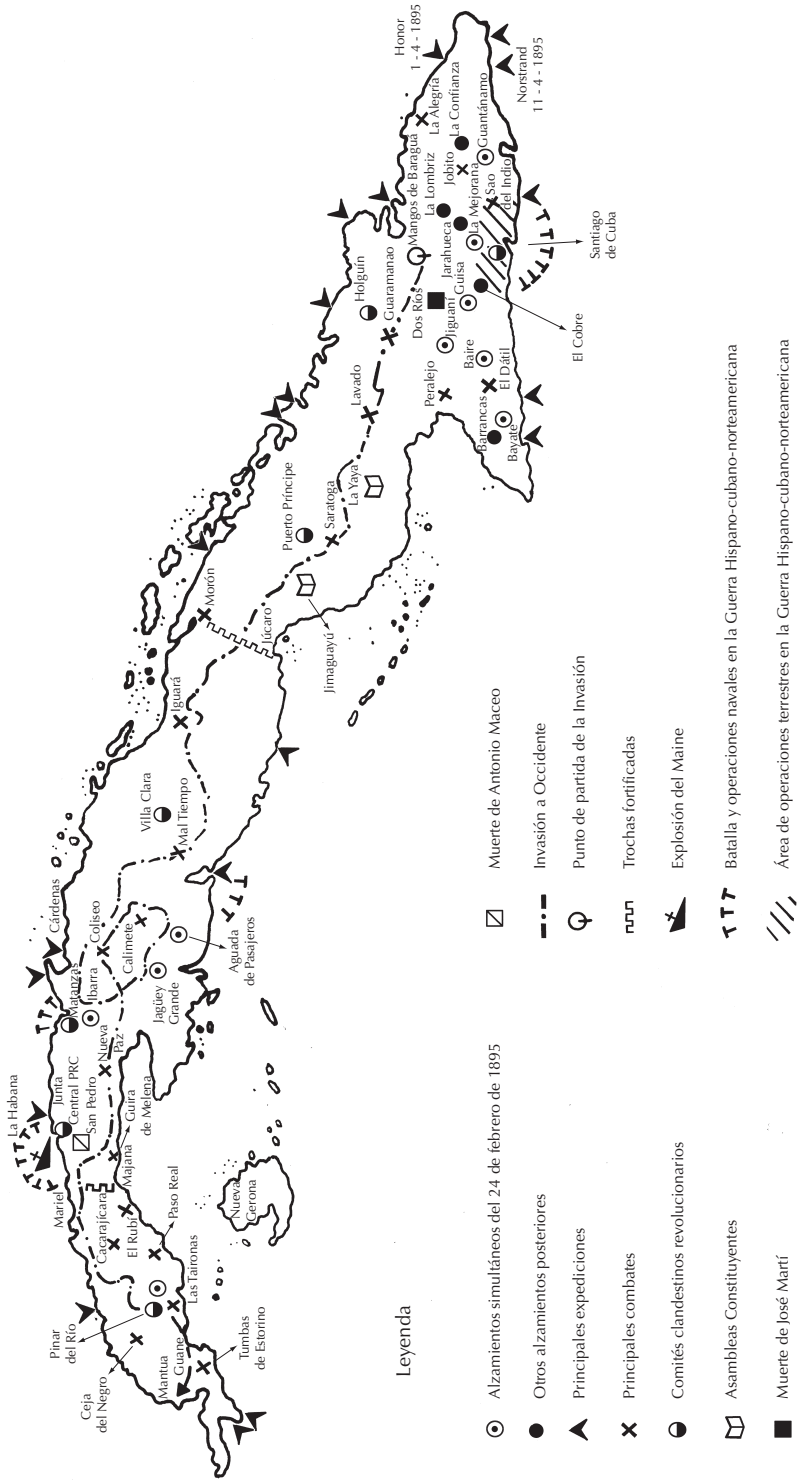 La Habana
Mariel
Junta
Central PRC
San Pedro
Cárdenas
Matanzas
Ibarra
Coliseo
Nueva
Paz
Calimete
Jagüey
Grande
Aguada
de Pasajeros
Pinar
del Río
Ceja
del Negro
Mantua
Guane
Cacarajícara
El Rubí
Majana
Guira
de Melena
Paso Real
Las Taironas
Tumbas
de Estorino
Nueva
Gerona
Villa Clara
Mal Tiempo
Iguará
Morón
Júcaro
Jimaguayú
Puerto Príncipe
Saratoga
La Yaya
Lavado
Holguín
Guaramanao
Mangos de Baraguá
Honor
1 - 4 - 1895
La Alegría
La Lombriz
La Confianza
Jobito
Guantánamo
Norstrand
11 - 4 - 1895
Jarahueca
La Mejorana
Sao
del Indio
Dos Ríos
Guisa
Jiguaní
Peralejo
Baire
El Dátil
Barrancas
Bayate
El Cobre
Santiago
de Cuba
Leyenda
Alzamientos simultáneos del 24 de febrero de 1895
Otros alzamientos posteriores
Principales expediciones
Principales combates
Comités clandestinos revolucionarios
Asambleas Constituyentes
Muerte de José Martí
Muerte de Antonio Maceo
Invasión a Occidente
Punto de partida de la Invasión
Trochas fortificadas
Explosión del Maine
Batalla y operaciones navales en la Guerra Hispano-cubano-norteamericana
Área de operaciones terrestres en la Guerra Hispano-cubano-norteamericana